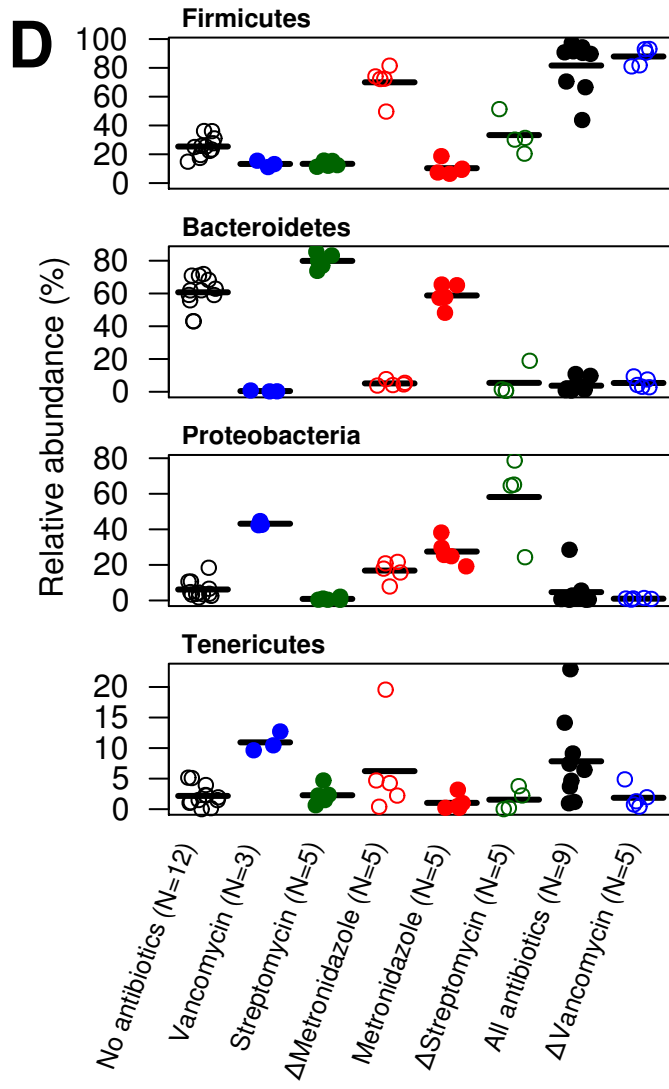 D
Firmicutes
100
80
60
40
20
0
Bacteroidetes
80
60
40
20
0
Proteobacteria
80
60
40
20
0
Tenericutes
20
15
10
5
0
Relative abundance (%)
No antibiotics (N=12)
Vancomycin (N=3)
Streptomycin (N=5)
ΔMetronidazole (N=5)
Metronidazole (N=5)
ΔStreptomycin (N=5)
All antibiotics (N=9)
ΔVancomycin (N=5)